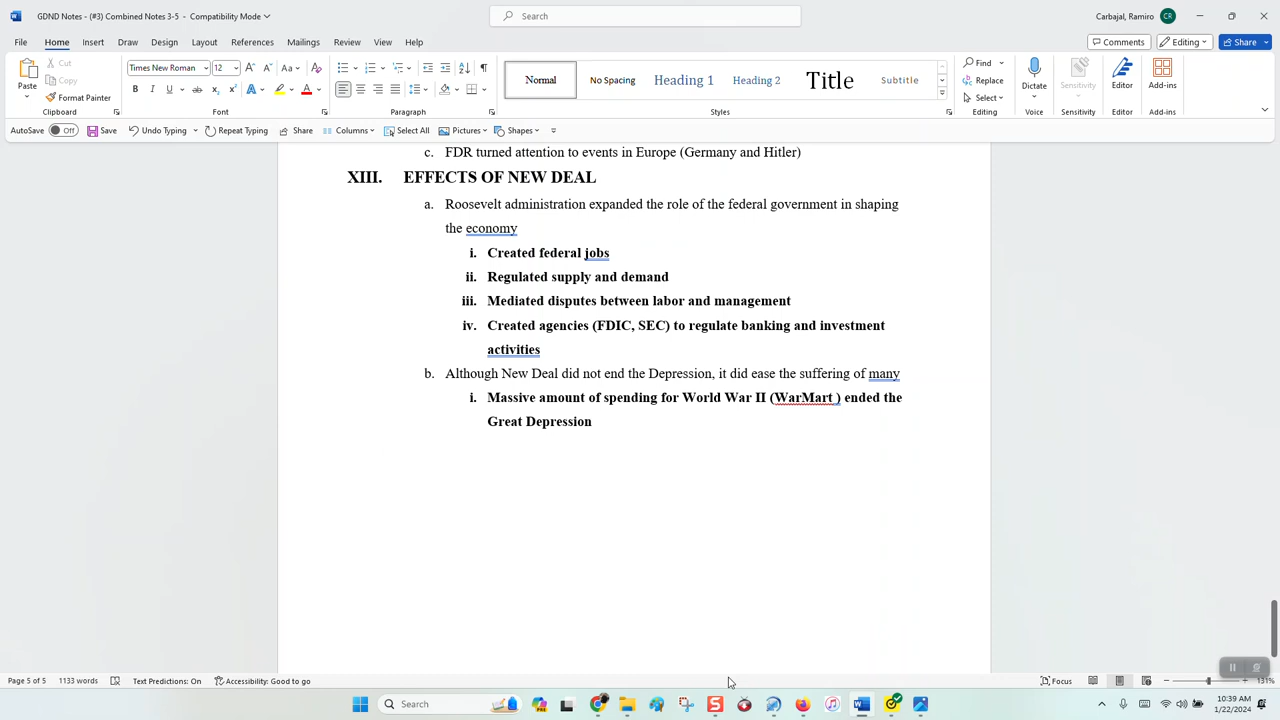 GDND Notes - (#3) Combined Notes 3-5 - Compatibility Mode
Search
Carbajal, Ramiro CR
File Home Insert Draw Design Layout References Mailings Review View Help
Comments Editing Share
Paste
Cut
Copy
Format Painter
Clipboard
Times New Roman 12
Font
Paragraph
Normal
No Spacing
Heading 1
Heading 2
Title
Subtitle
Styles
Find
Replace
Select
Editing
Dictate
Voice
Sensitivity
Sensitivity
Editor
Editor
Add-ins
Add-ins
AutoSave Off Save Undo Typing Repeat Typing Share Columns Select All Pictures Shapes
c. FDR turned attention to events in Europe (Germany and Hitler)
XIII. EFFECTS OF NEW DEAL
a. Roosevelt administration expanded the role of the federal government in shaping
the economy
i. Created federal jobs
ii. Regulated supply and demand
iii. Mediated disputes between labor and management
iv. Created agencies (FDIC, SEC) to regulate banking and investment
activities
b. Although New Deal did not end the Depression, it did ease the suffering of many
i. Massive amount of spending for World War II (WarMart ) ended the
Great Depression
Page 5 of 5 1133 words Text Predictions: On Accessibility: Good to go Focus 131%
Search
10:39 AM
1/22/2024